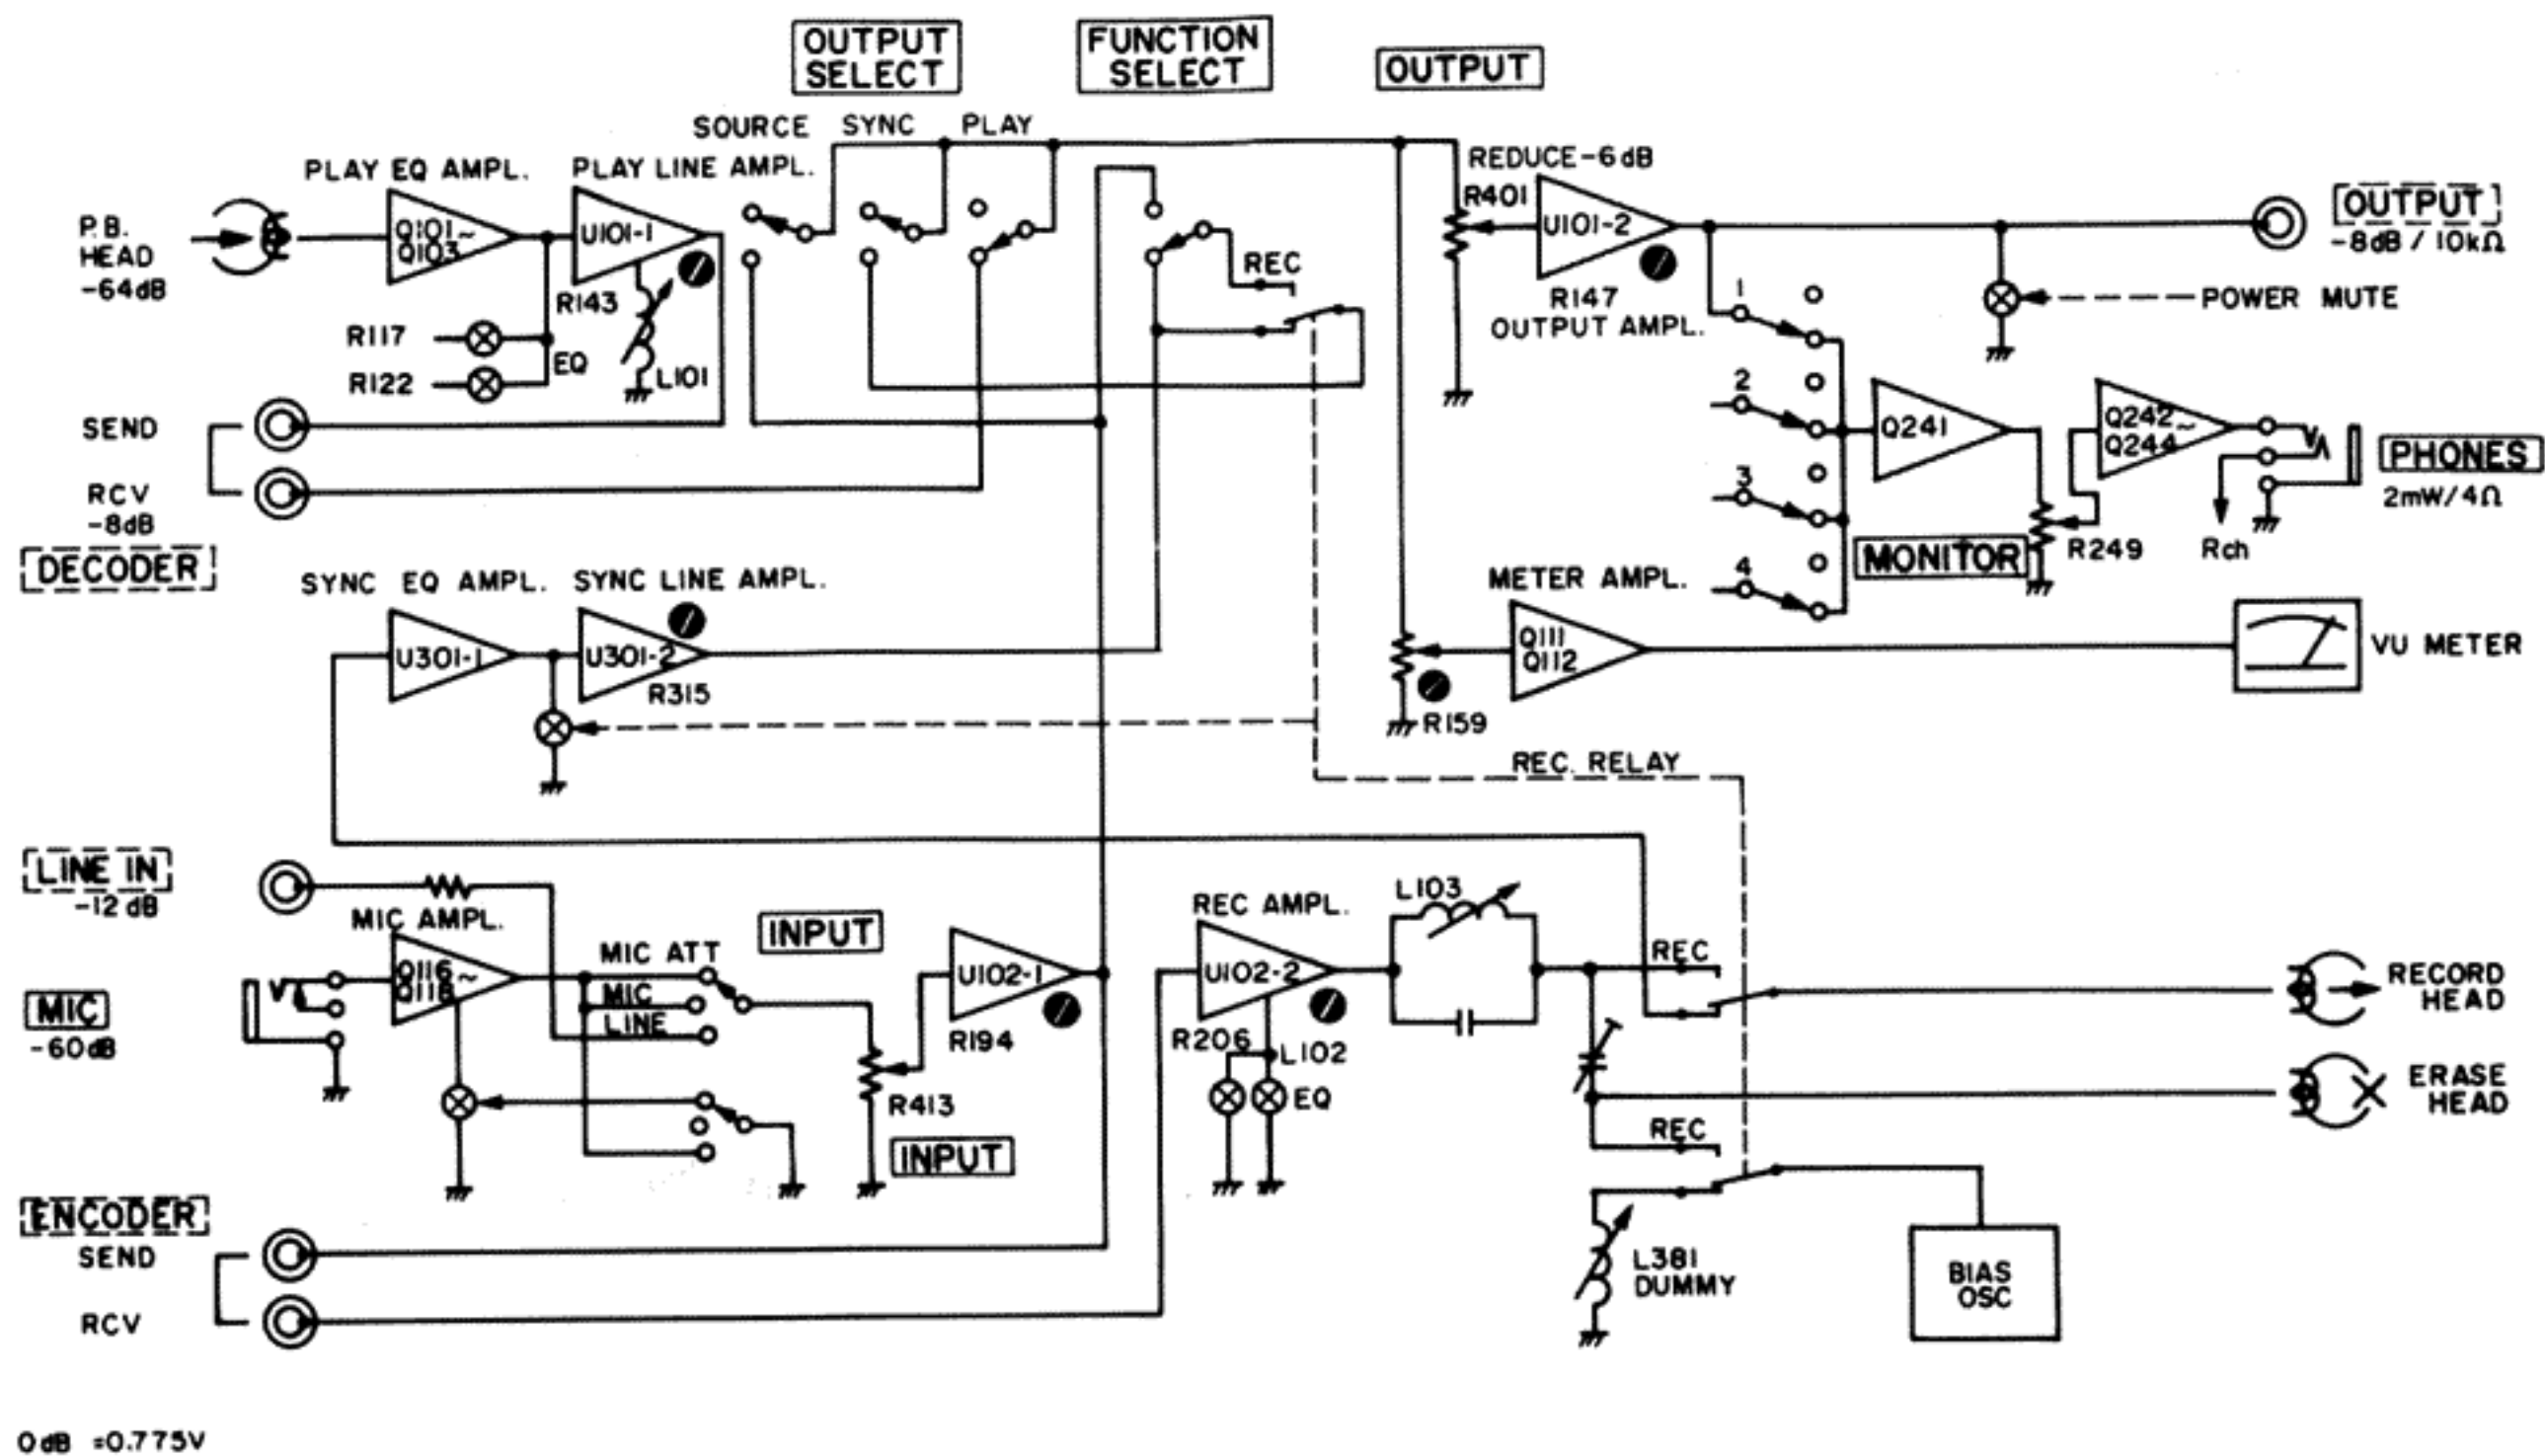 OUTPUT
SELECT
FUNCTION
SELECT
OUTPUT
SOURCE SYNC PLAY
PLAY EQ AMPL. PLAY LINE AMPL.
REDUCE-6dB
R401
P.B.
HEAD
-64dB
Q101~
Q103
U101-1
U101-2
OUTPUT
-8dB / 10kΩ
R143
REC
R147
OUTPUT AMPL.
1
POWER MUTE
R117
EQ
R122
L101
2
SEND
Q241
Q242~
Q244
PHONES
2mW/4Ω
RCV
-8dB
3
DECODER
MONITOR
R249
Rch
4
SYNC EQ AMPL. SYNC LINE AMPL.
METER AMPL.
U301-1
U301-2
R315
Q111
Q112
VU METER
R159
REC. RELAY
LINE IN
-12dB
MIC AMPL.
INPUT
REC AMPL.
L103
MIC ATT
MIC
LINE
Q116~
Q118
U102-1
U102-2
REC
RECORD
HEAD
MIC
-60dB
R194
R206
L102
R413
EQ
ERASE
HEAD
REC
INPUT
ENCODER
SEND
L381
DUMMY
BIAS
OSC
RCV
0dB =0.775V